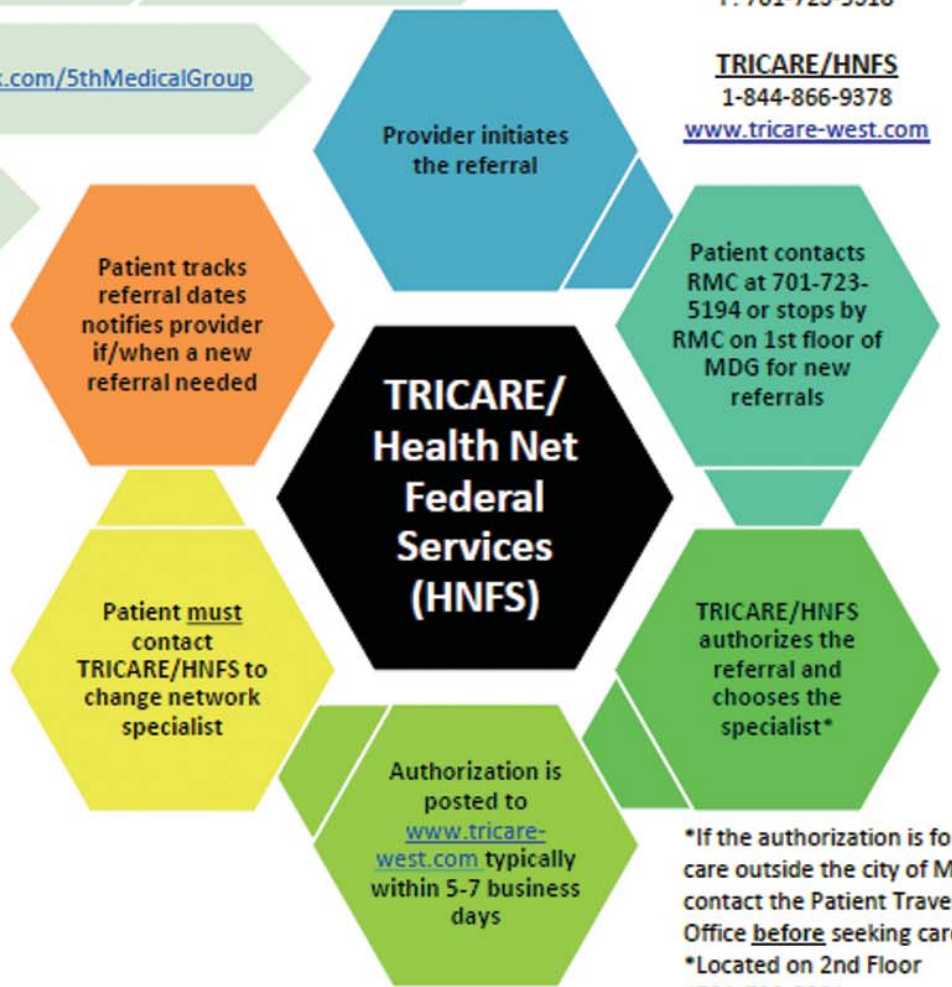 .com/5thMedicalGroup
TRICARE/HNFS
1-844-866-9378
www.tricare-west.com
Provider initiates
the referral
Patient contacts
RMC at 701-723-
5194 or stops by
RMC on 1st floor of
MDG for new
referrals
TRICARE/HNFS
authorizes the
referral and
chooses the
specialist*
Authorization is
posted to
www.tricare-
west.com typically
within 5-7 business
days
Patient must
contact
TRICARE/HNFS to
change network
specialist
Patient tracks
referral dates
notifies provider
if/when a new
referral needed
TRICARE/
Health Net
Federal
Services
(HNFS)
*If the authorization is
care outside the city of
contact the Patient
Office before seeking
*Located on 2nd Floor